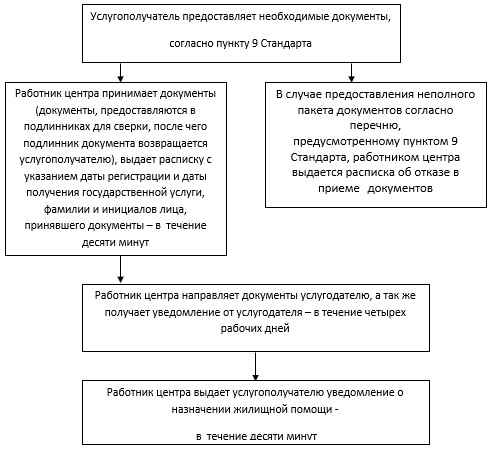 Услугополучатель предоставляет необходимые документы,
согласно пункту 9 Стандарта
Работник центра принимает документы
(документы, предоставляются в
подлинниках для сверки, после чего
подлинник документа возвращается
услугополучателю), выдает расписку с
указанием даты регистрации и даты
получения государственной услуги,
фамилии и инициалов лица,
принявшего документы – в  течение
десяти минут
В случае предоставления неполного
пакета документов согласно
перечню,
предусмотренному пунктом 9
Стандарта, работником центра
выдается расписка об отказе в
приеме  документов
Работник центра направляет документы услугодателю, а так же
получает уведомление от услугодателя – в течение четырех
рабочих дней
Работник центра выдает услугополучателю уведомление о
назначении жилищной помощи -
в  течение десяти минут